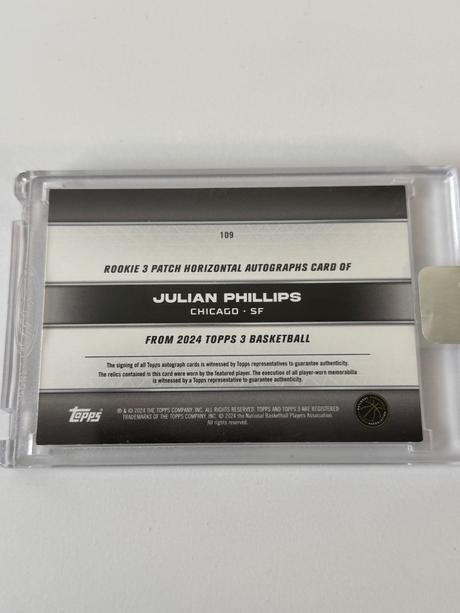 109
ROOKIE 3 PATCH HORIZONTAL AUTOGRAPHS CARD OF
JULIAN PHILLIPS
CHICAGO · SF
FROM 2024 TOPPS 3 BASKETBALL
The signing of all Topps autograph cards is witnessed by Topps representatives to guarantee authenticity.
The relics contained in this card were worn by the featured player. The execution of all player-worn memorabilia
is witnessed by a Topps representative to guarantee authenticity.
topps
® & © 2024 THE TOPPS COMPANY, INC. ALL RIGHTS RESERVED. TOPPS AND TOPPS 3 ARE REGISTERED
TRADEMARKS OF THE TOPPS COMPANY, INC. © 2024 the National Basketball Players Association.
All rights reserved.